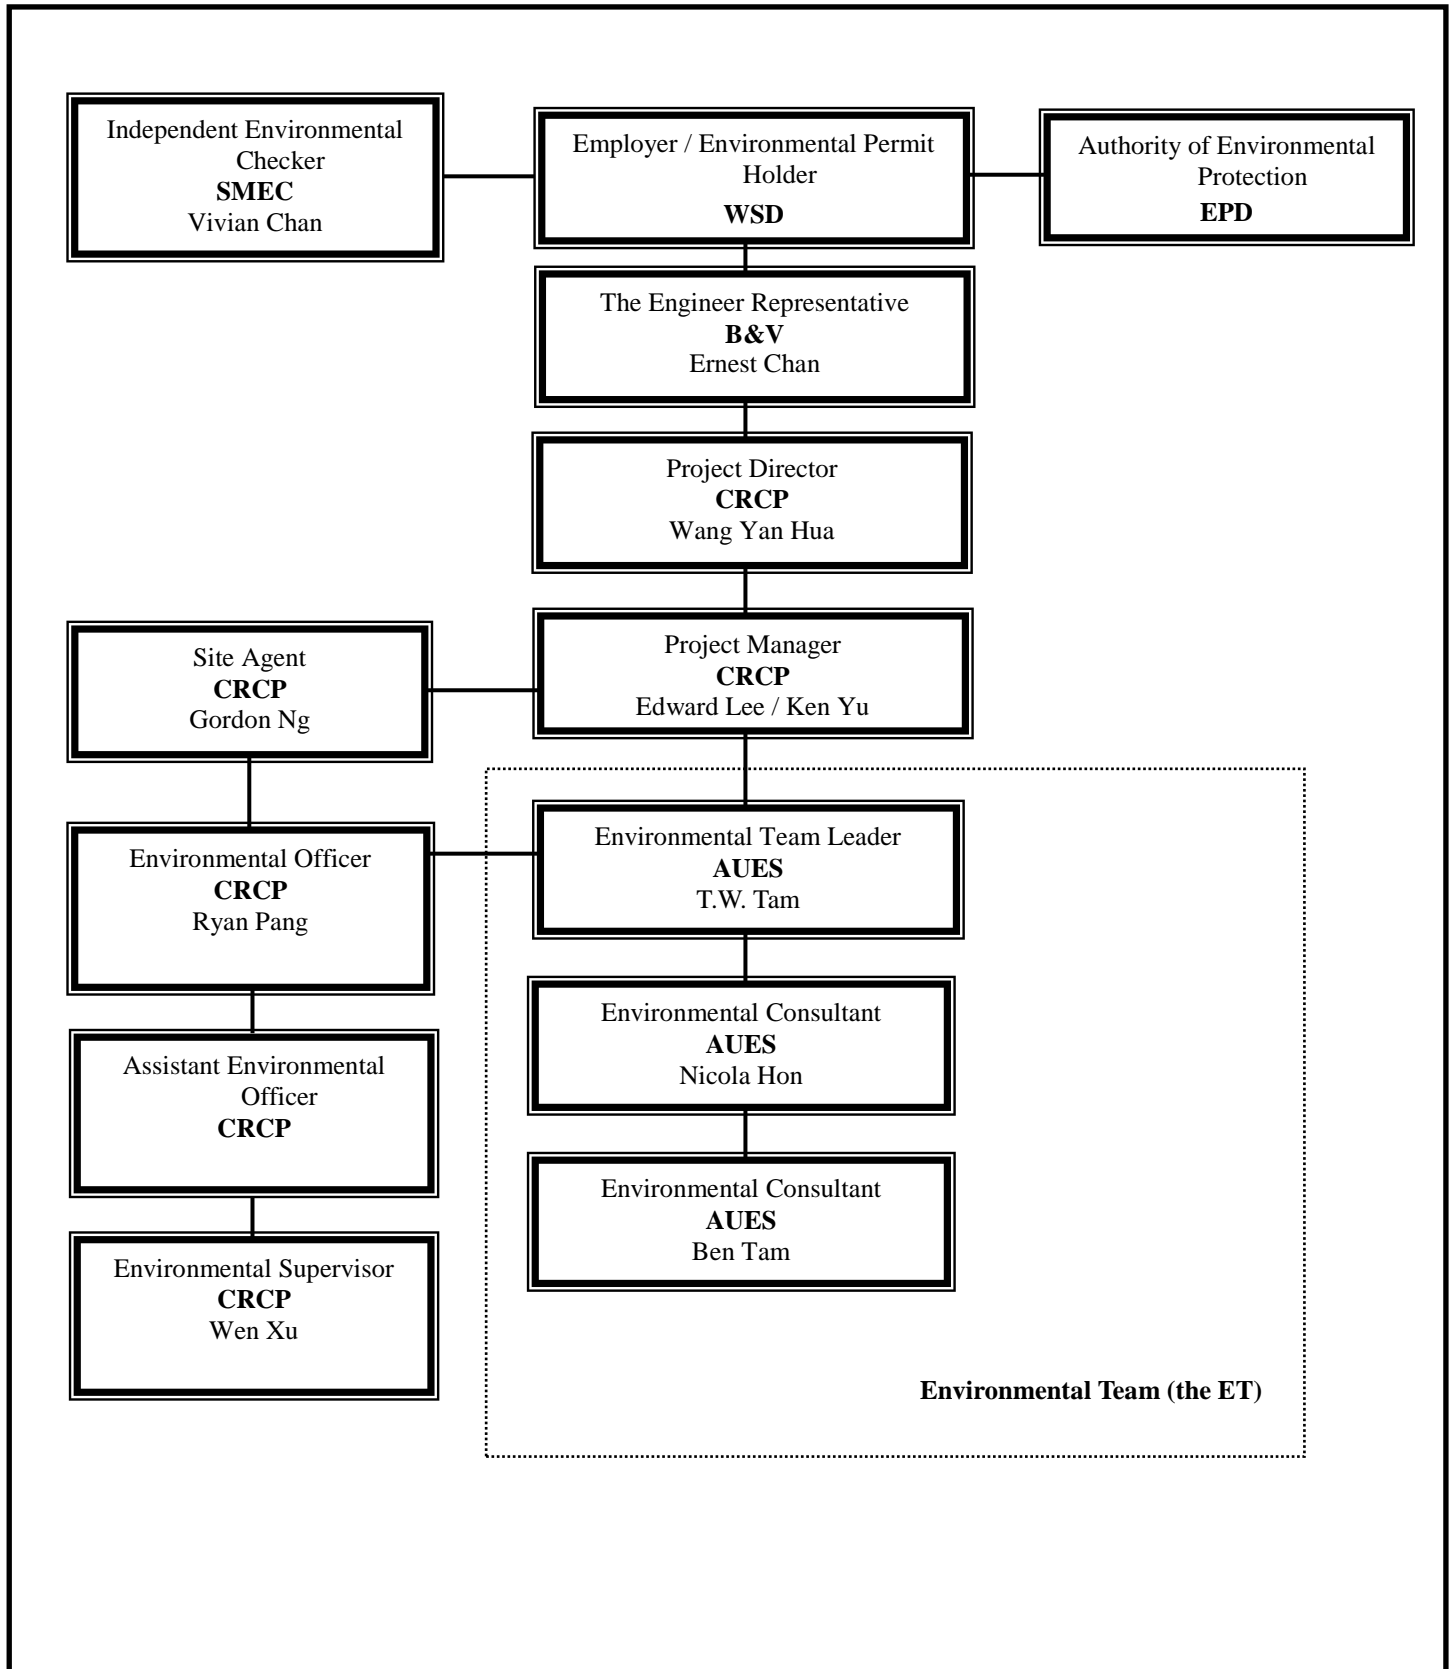 Independent Environmental
Checker
SMEC
Vivian Chan
Employer / Environmental Permit
Holder
WSD
Authority of Environmental
Protection
EPD
The Engineer Representative
B&V
Ernest Chan
Project Director
CRCP
Wang Yan Hua
Site Agent
CRCP
Gordon Ng
Project Manager
CRCP
Edward Lee / Ken Yu
Environmental Officer
CRCP
Ryan Pang
Environmental Team Leader
AUES
T.W. Tam
Assistant Environmental
Officer
CRCP
Environmental Consultant
AUES
Nicola Hon
Environmental Supervisor
CRCP
Wen Xu
Environmental Consultant
AUES
Ben Tam
Environmental Team (the ET)